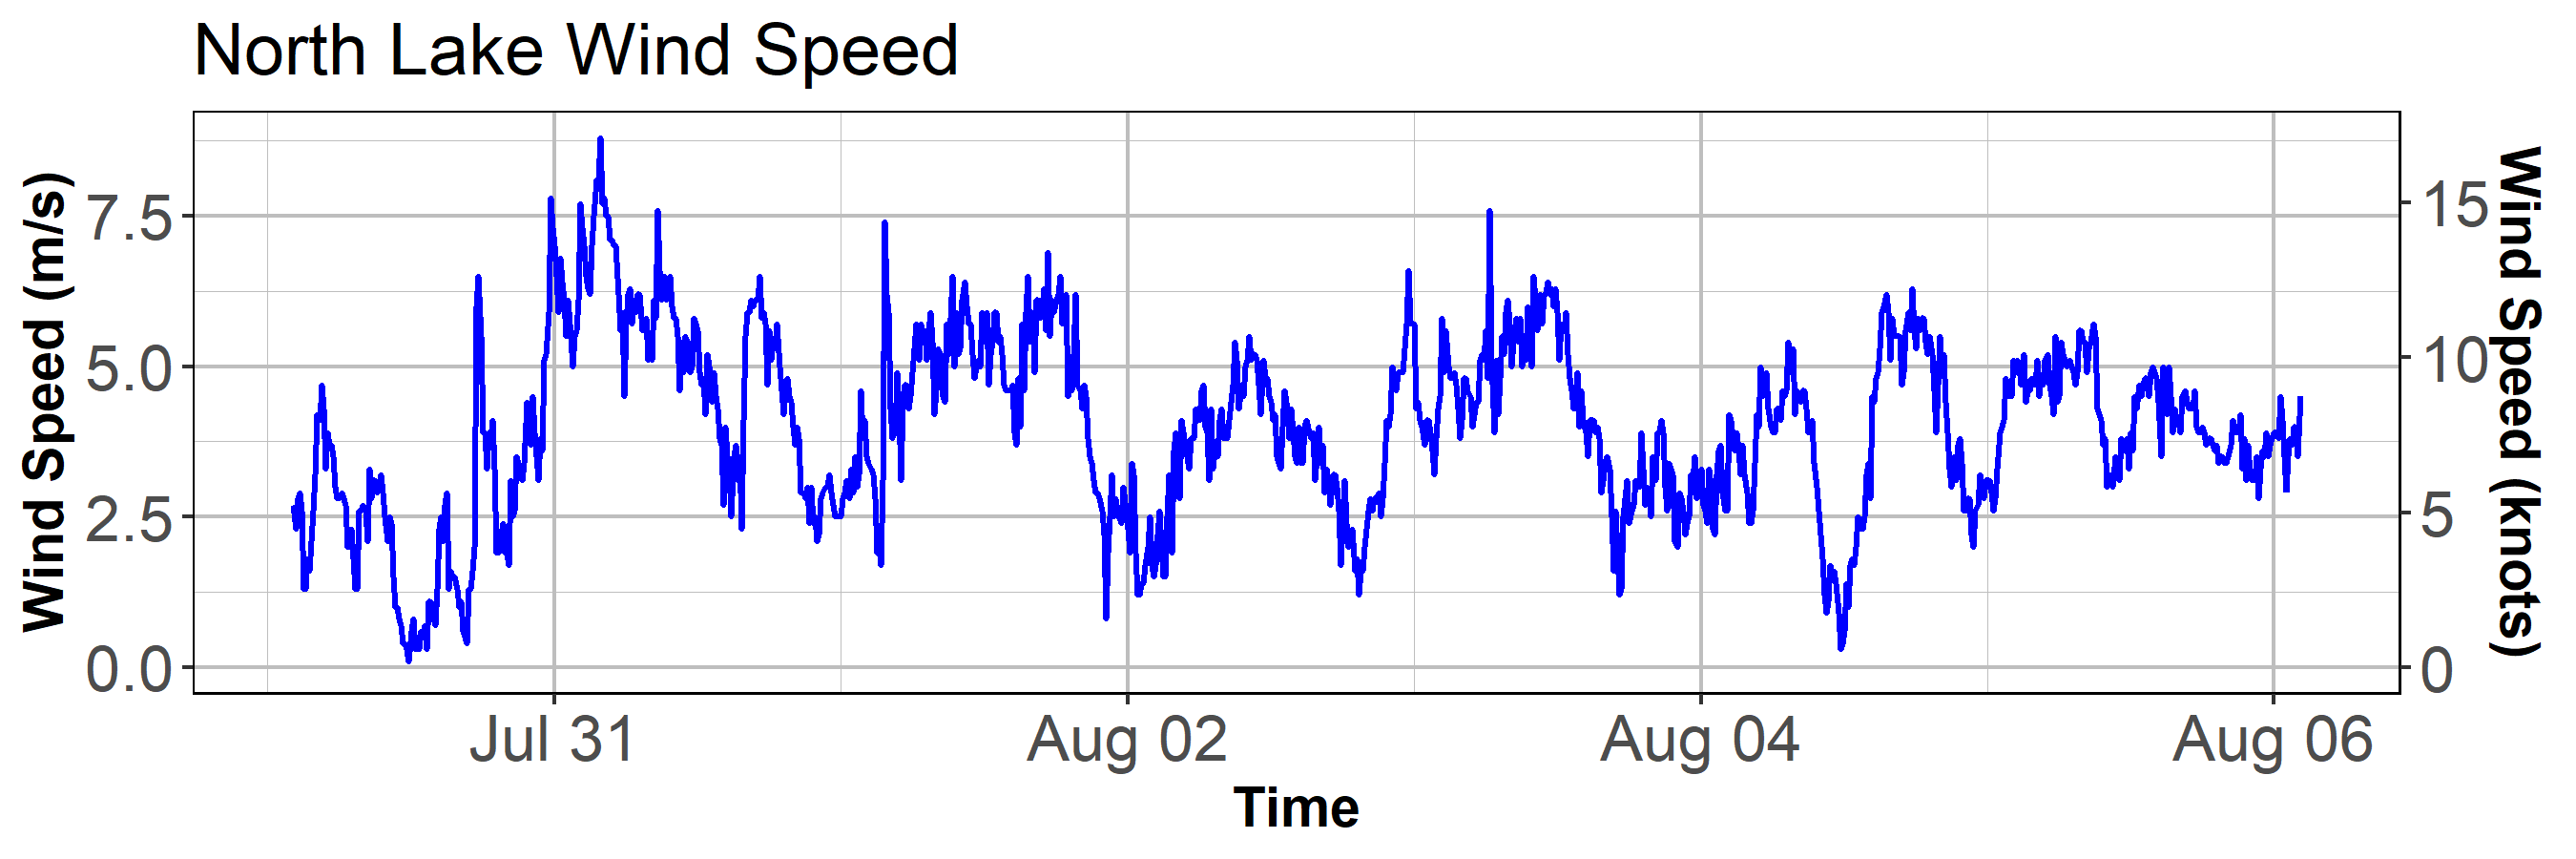 North Lake Wind Speed
Wind Speed (m/s)
7.5
5.0
2.5
0.0
15
10
5
0
Wind Speed (knots)
Jul 31
Aug 02
Aug 04
Aug 06
Time